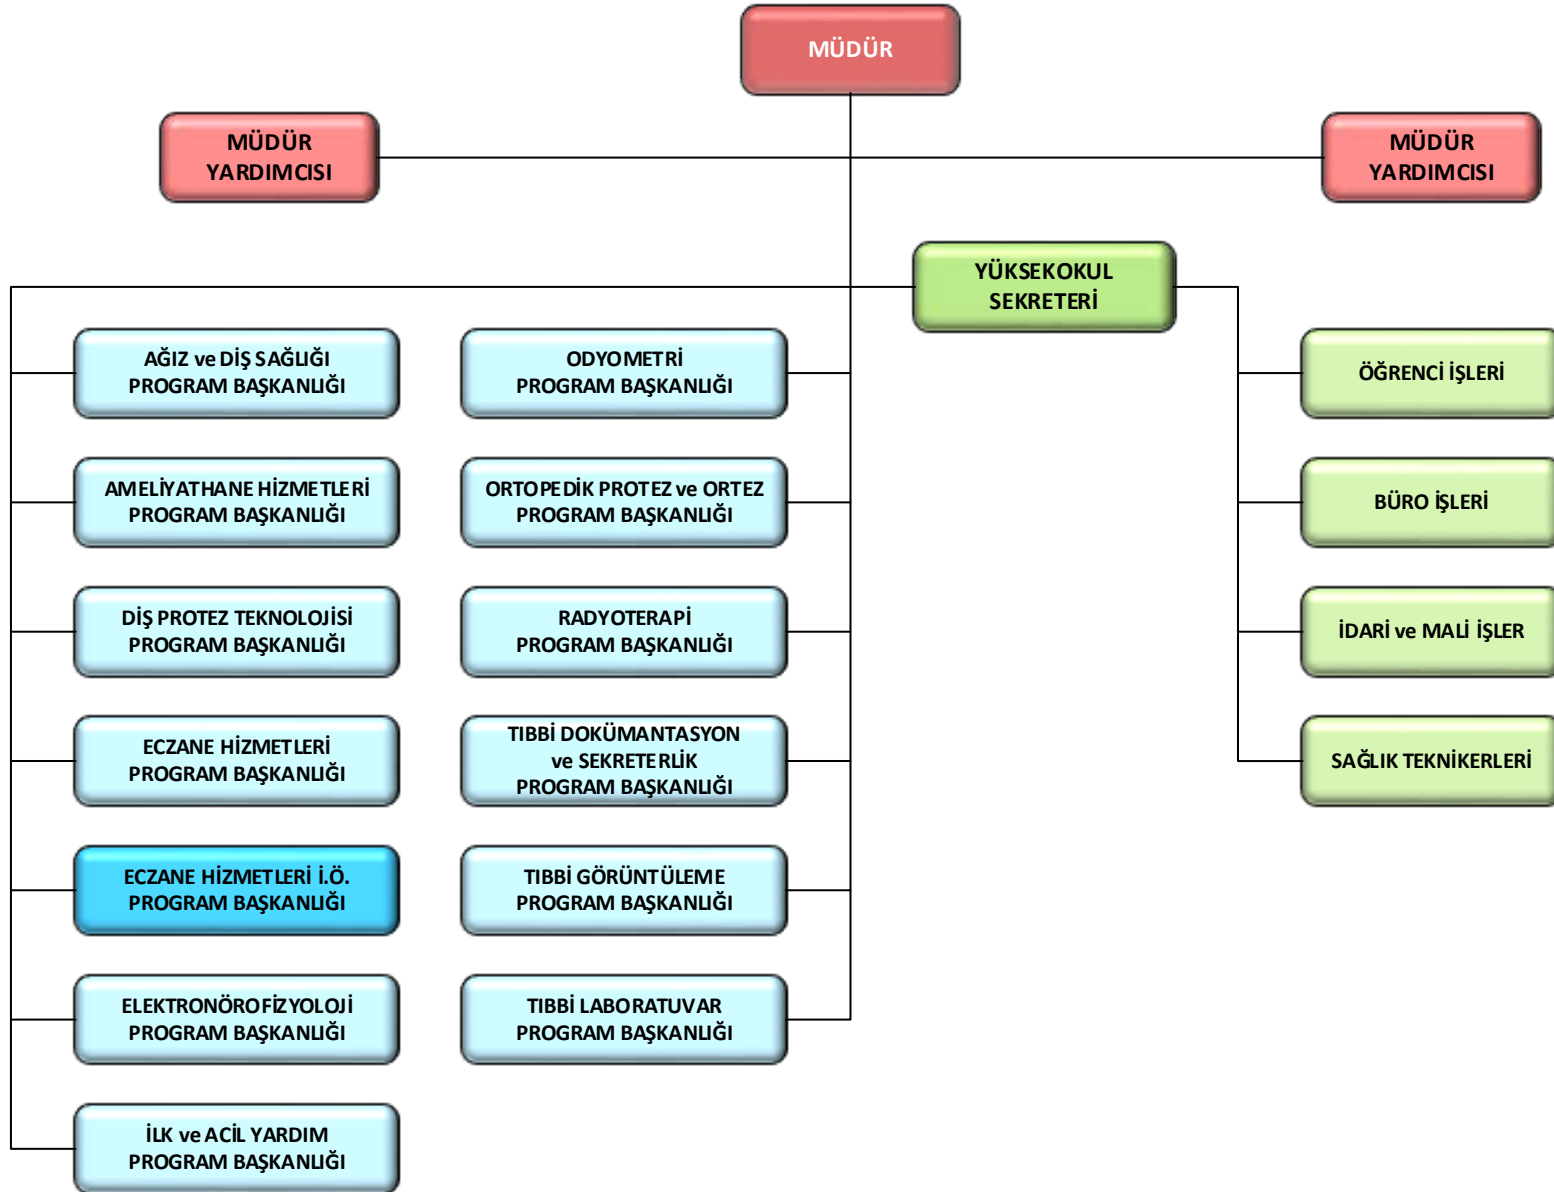 MÜDÜR
MÜDÜR
YARDIMCISI
MÜDÜR
YARDIMCISI
YÜKSEKOKUL
SEKRETERİ
AĞIZ ve DİŞ SAĞLIĞI
PROGRAM BAŞKANLIĞI
ODYOMETRİ
PROGRAM BAŞKANLIĞI
ÖĞRENCİ İŞLERİ
AMELİYATHANE HİZMETLERİ
PROGRAM BAŞKANLIĞI
ORTOPEDİK PROTEZ ve ORTEZ
PROGRAM BAŞKANLIĞI
BÜRO İŞLERİ
DİŞ PROTEZ TEKNOLOJİSİ
PROGRAM BAŞKANLIĞI
RADYOTERAPİ
PROGRAM BAŞKANLIĞI
İDARİ ve MALİ İŞLER
ECZANE HİZMETLERİ
PROGRAM BAŞKANLIĞI
TIBBİ DOKÜMANTASYON
ve SEKRETERLİK
PROGRAM BAŞKANLIĞI
SAĞLIK TEKNİKERLERİ
ECZANE HİZMETLERİ İ.Ö.
PROGRAM BAŞKANLIĞI
TIBBİ GÖRÜNTÜLEME
PROGRAM BAŞKANLIĞI
ELEKTRONÖROFİZYOLOJİ
PROGRAM BAŞKANLIĞI
TIBBİ LABORATUVAR
PROGRAM BAŞKANLIĞI
İLK ve ACİL YARDIM
PROGRAM BAŞKANLIĞI